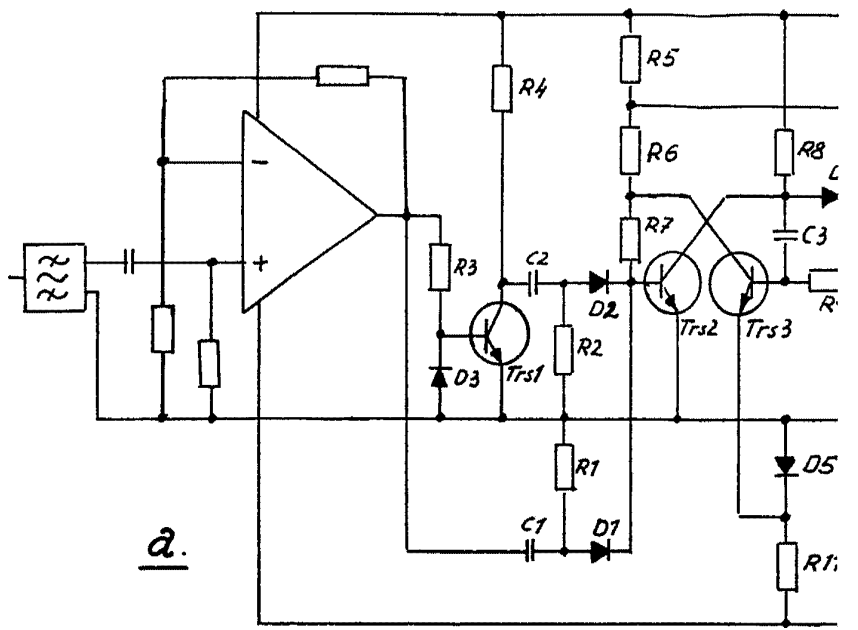 R5
R4
R6
R8
−
R7
C3
+
R3
C2
D2
Trs2
Trs3
R2
D3
Trs1
R1
D5
C1
D1
a.